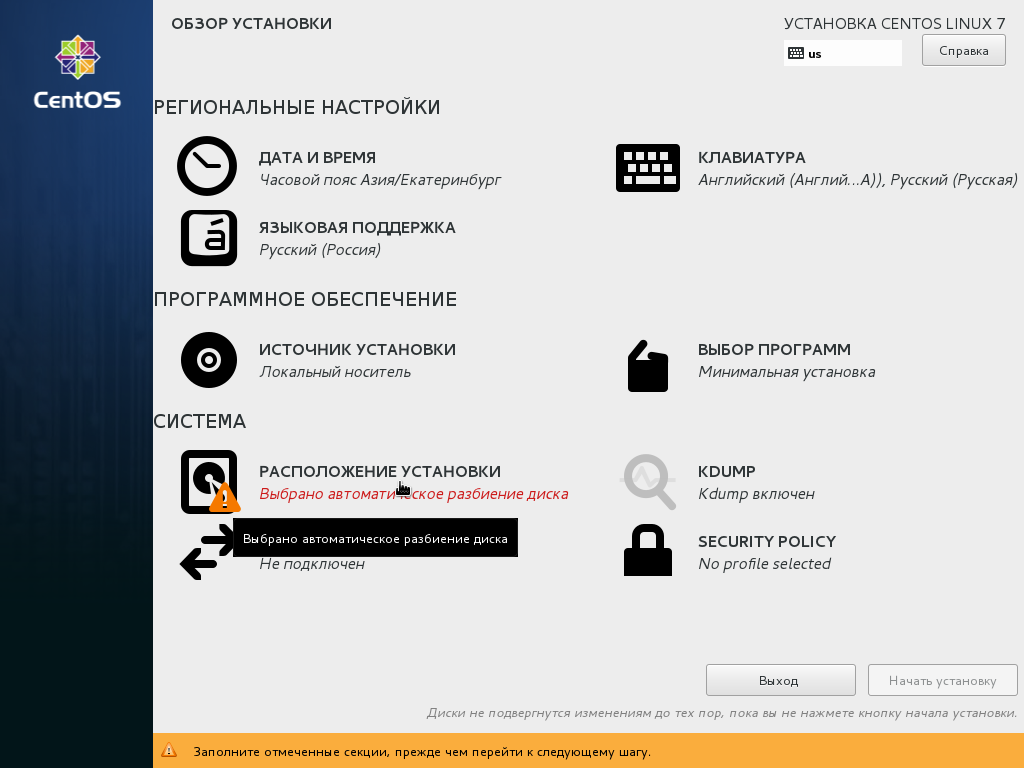 ОБЗОР УСТАНОВКИ
УСТАНОВКА CENTOS LINUX 7
us
Справка
CentOS
РЕГИОНАЛЬНЫЕ НАСТРОЙКИ
ДАТА И ВРЕМЯ
Часовой пояс Азия/Екатеринбург
КЛАВИАТУРА
Английский (Англий...A)), Русский (Русская)
ЯЗЫКОВАЯ ПОДДЕРЖКА
Русский (Россия)
ПРОГРАММНОЕ ОБЕСПЕЧЕНИЕ
ИСТОЧНИК УСТАНОВКИ
Локальный носитель
ВЫБОР ПРОГРАММ
Минимальная установка
СИСТЕМА
РАСПОЛОЖЕНИЕ УСТАНОВКИ
Выбрано автоматическое разбиение диска
KDUMP
Kdump включен
Выбрано автоматическое разбиение диска
Не подключен
SECURITY POLICY
No profile selected
Выход
Начать установку
Диски не подвергнутся изменениям до тех пор, пока вы не нажмете кнопку начала установки.
Заполните отмеченные секции, прежде чем перейти к следующему шагу.